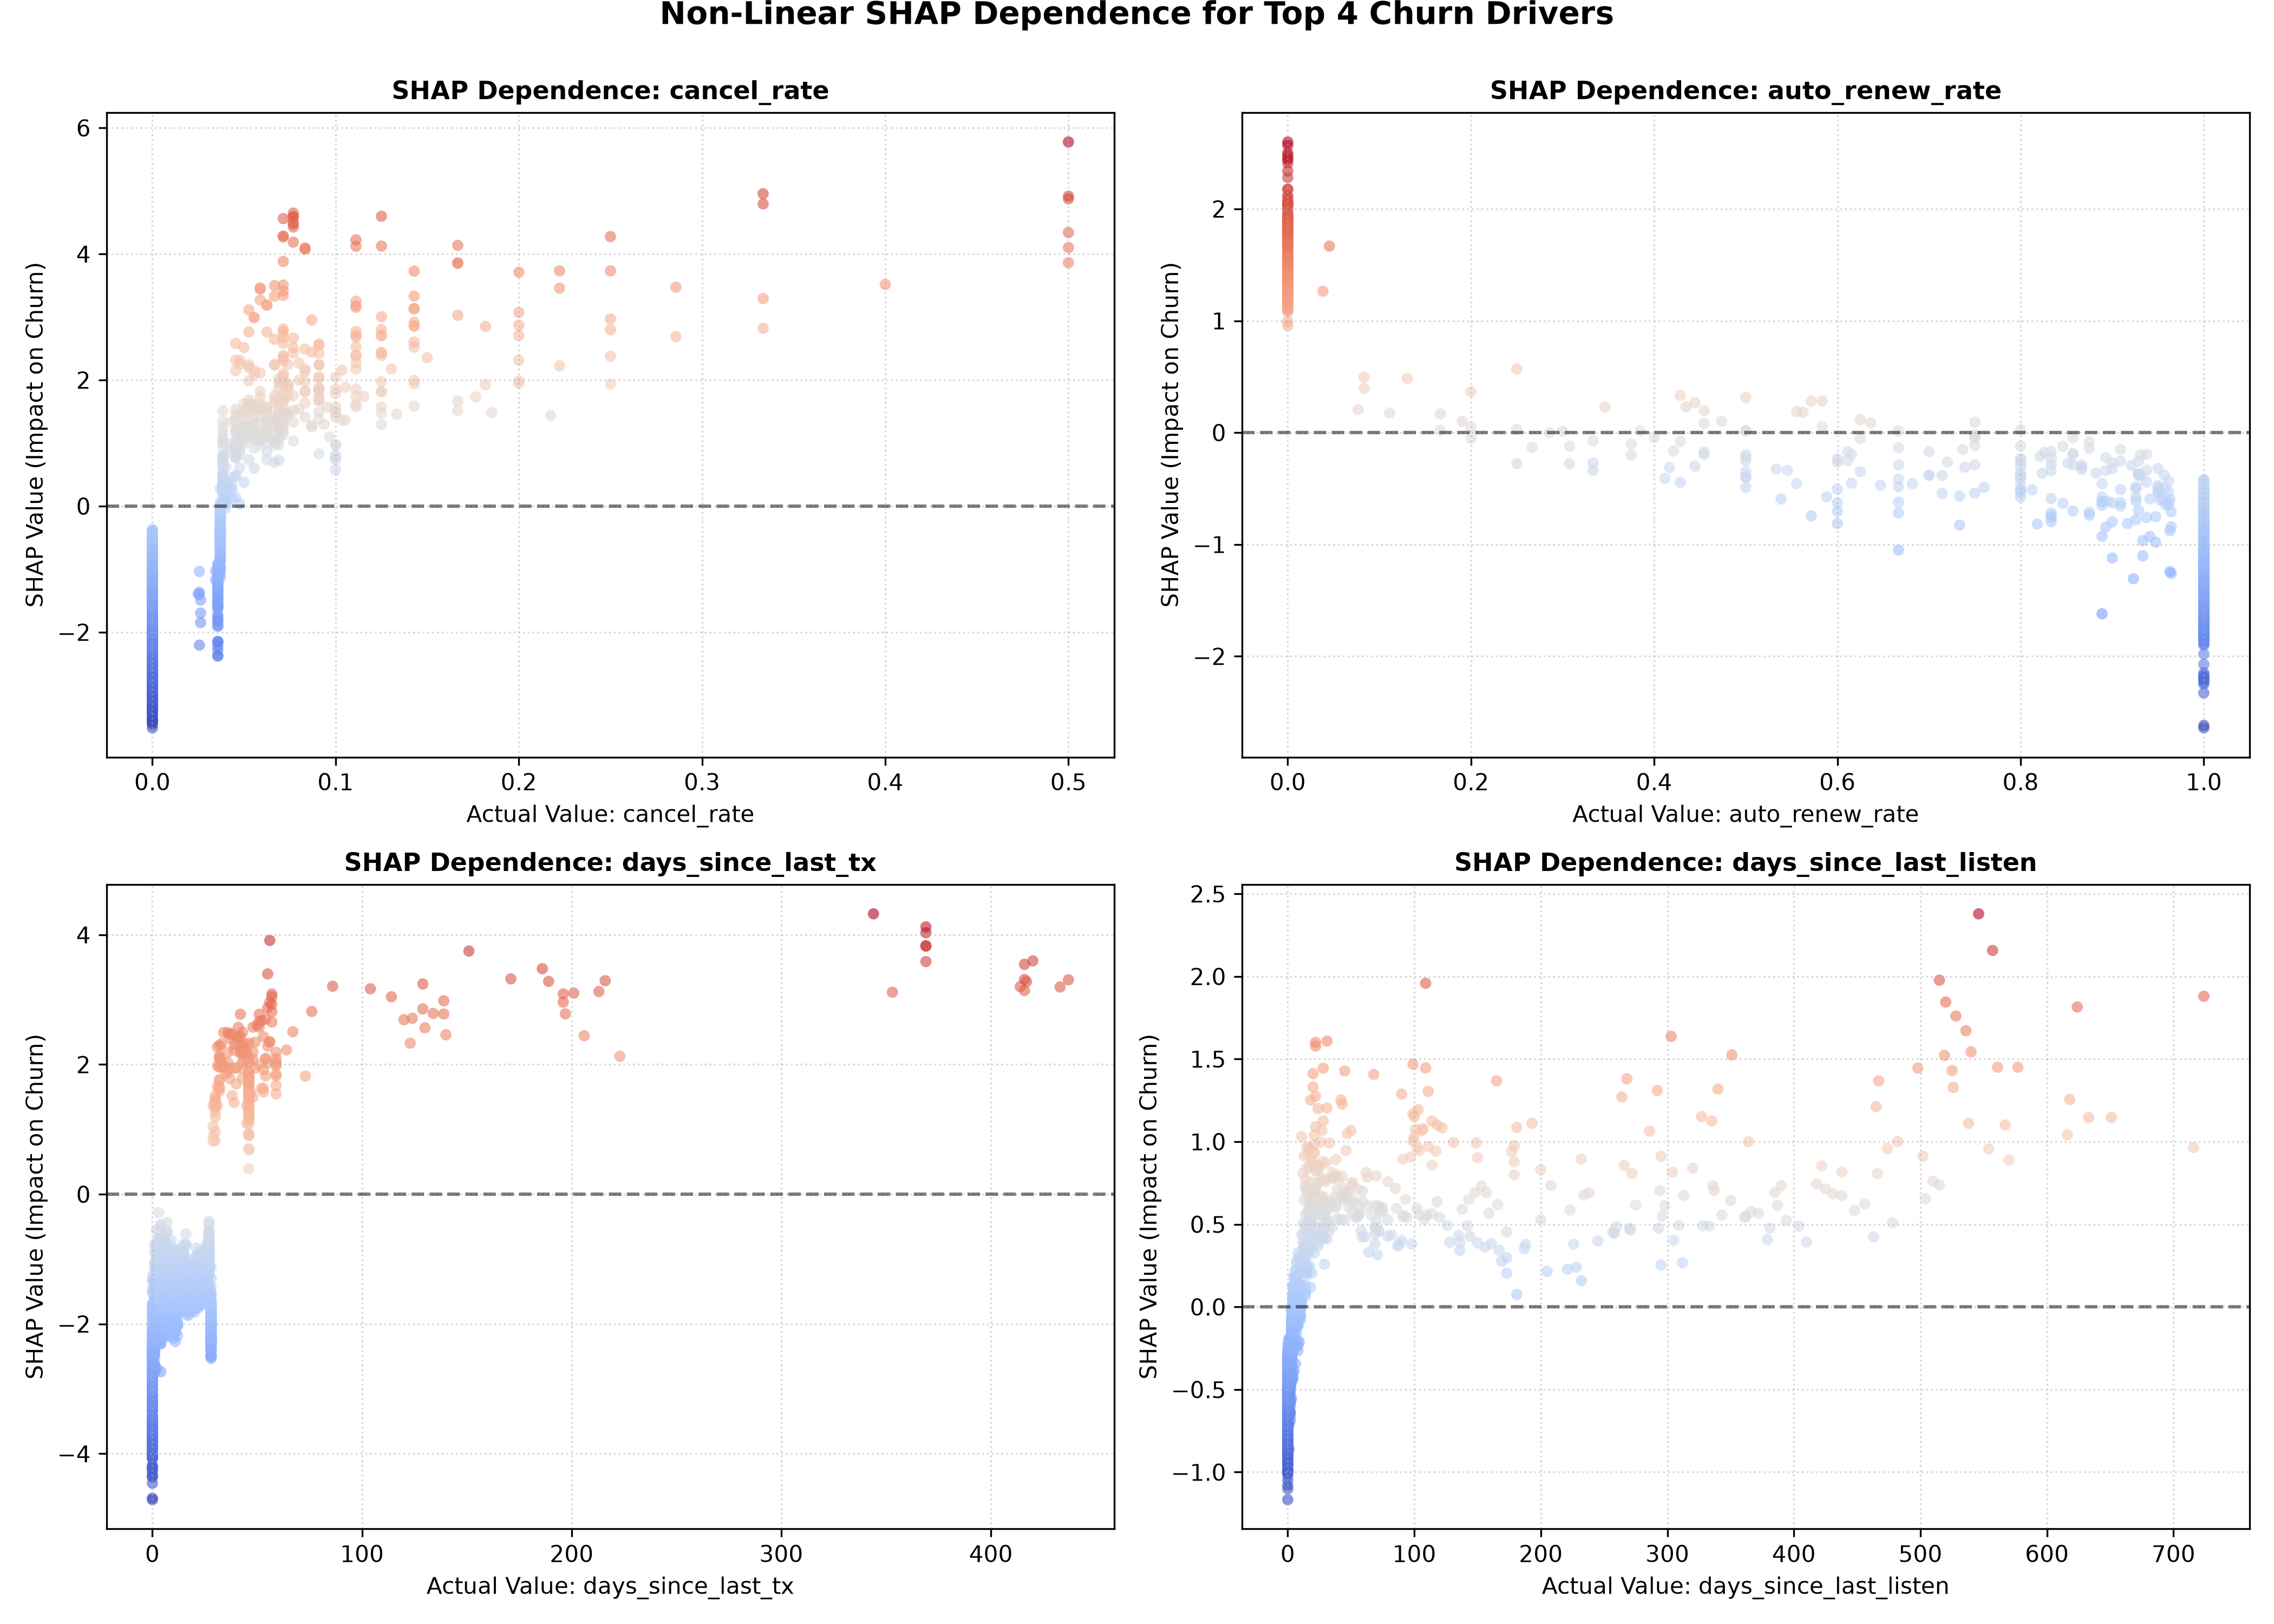 Non-Linear SHAP Dependence for Top 4 Churn Drivers
SHAP Dependence: cancel_rate
SHAP Value (Impact on Churn)
6
4
2
0
−2
0.0 0.1 0.2 0.3 0.4 0.5
Actual Value: cancel_rate
SHAP Dependence: auto_renew_rate
SHAP Value (Impact on Churn)
2
1
0
−1
−2
0.0 0.2 0.4 0.6 0.8 1.0
Actual Value: auto_renew_rate
SHAP Dependence: days_since_last_tx
SHAP Value (Impact on Churn)
4
2
0
−2
−4
0 100 200 300 400
Actual Value: days_since_last_tx
SHAP Dependence: days_since_last_listen
SHAP Value (Impact on Churn)
2.5
2.0
1.5
1.0
0.5
0.0
−0.5
−1.0
0 100 200 300 400 500 600 700
Actual Value: days_since_last_listen